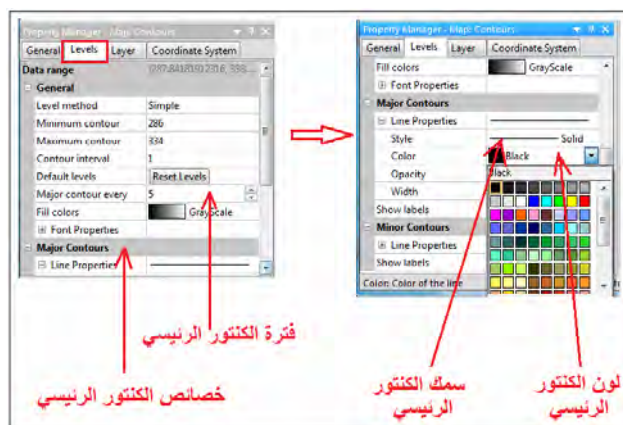 Property Manager - Map: Contours
General Levels Layer Coordinate System
Data range
General
Level method Simple
Minimum contour 286
Maximum contour 334
Contour interval 1
Default levels Reset Levels
Major contour every 5
Fill colors GrayScale
Font Properties
Major Contours
Line Properties
Property Manager - Map: Contours
General Levels Layer Coordinate System
Fill colors GrayScale
Font Properties
Major Contours
Line Properties
Style Solid
Color Black
Opacity Black
Width
Show labels
Minor Contours
Line Properties
Show labels
Color: Color of the line
فترة الكنتور الرئيسي
خصائص الكنتور الرئيسي
سمك الكنتور
الرئيسي
لون الكنتور
الرئيسي